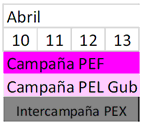 Abril
10 11 12 13
Campaña PEF
Campaña PEL Gub
Intercampaña PEX